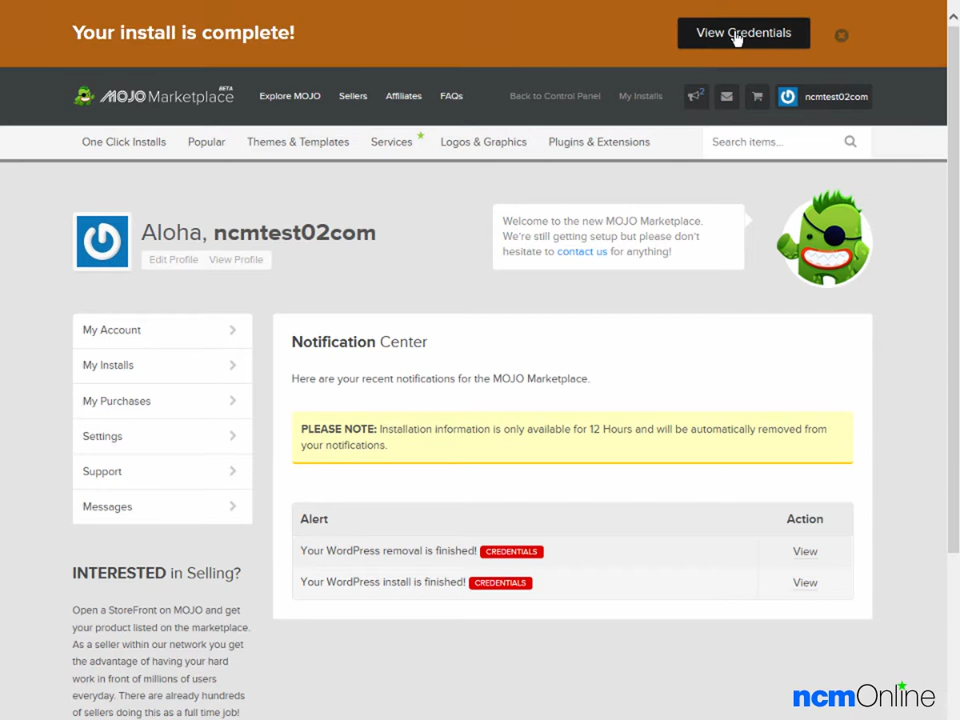 Your install is complete!
View Credentials
MOJO Marketplace BETA
Explore MOJO
Sellers
Affiliates
FAQs
Back to Control Panel
My Installs
2
ncmtest02com
One Click Installs
Popular
Themes & Templates
Services
Logos & Graphics
Plugins & Extensions
Search items...
Aloha, ncmtest02com
Edit Profile
View Profile
Welcome to the new MOJO Marketplace.
We're still getting setup but please don't
hesitate to contact us for anything!
My Account
My Installs
My Purchases
Settings
Support
Messages
Notification Center
Here are your recent notifications for the MOJO Marketplace.
PLEASE NOTE: Installation information is only available for 12 Hours and will be automatically removed from
your notifications.
Alert
Action
Your WordPress removal is finished! CREDENTIALS
View
Your WordPress install is finished! CREDENTIALS
View
INTERESTED in Selling?
Open a StoreFront on MOJO and get
your product listed on the marketplace.
As a seller within our network you get
the advantage of having your hard
work in front of millions of users
everyday. There are already hundreds
of sellers doing this as a full time job!
ncmOnline